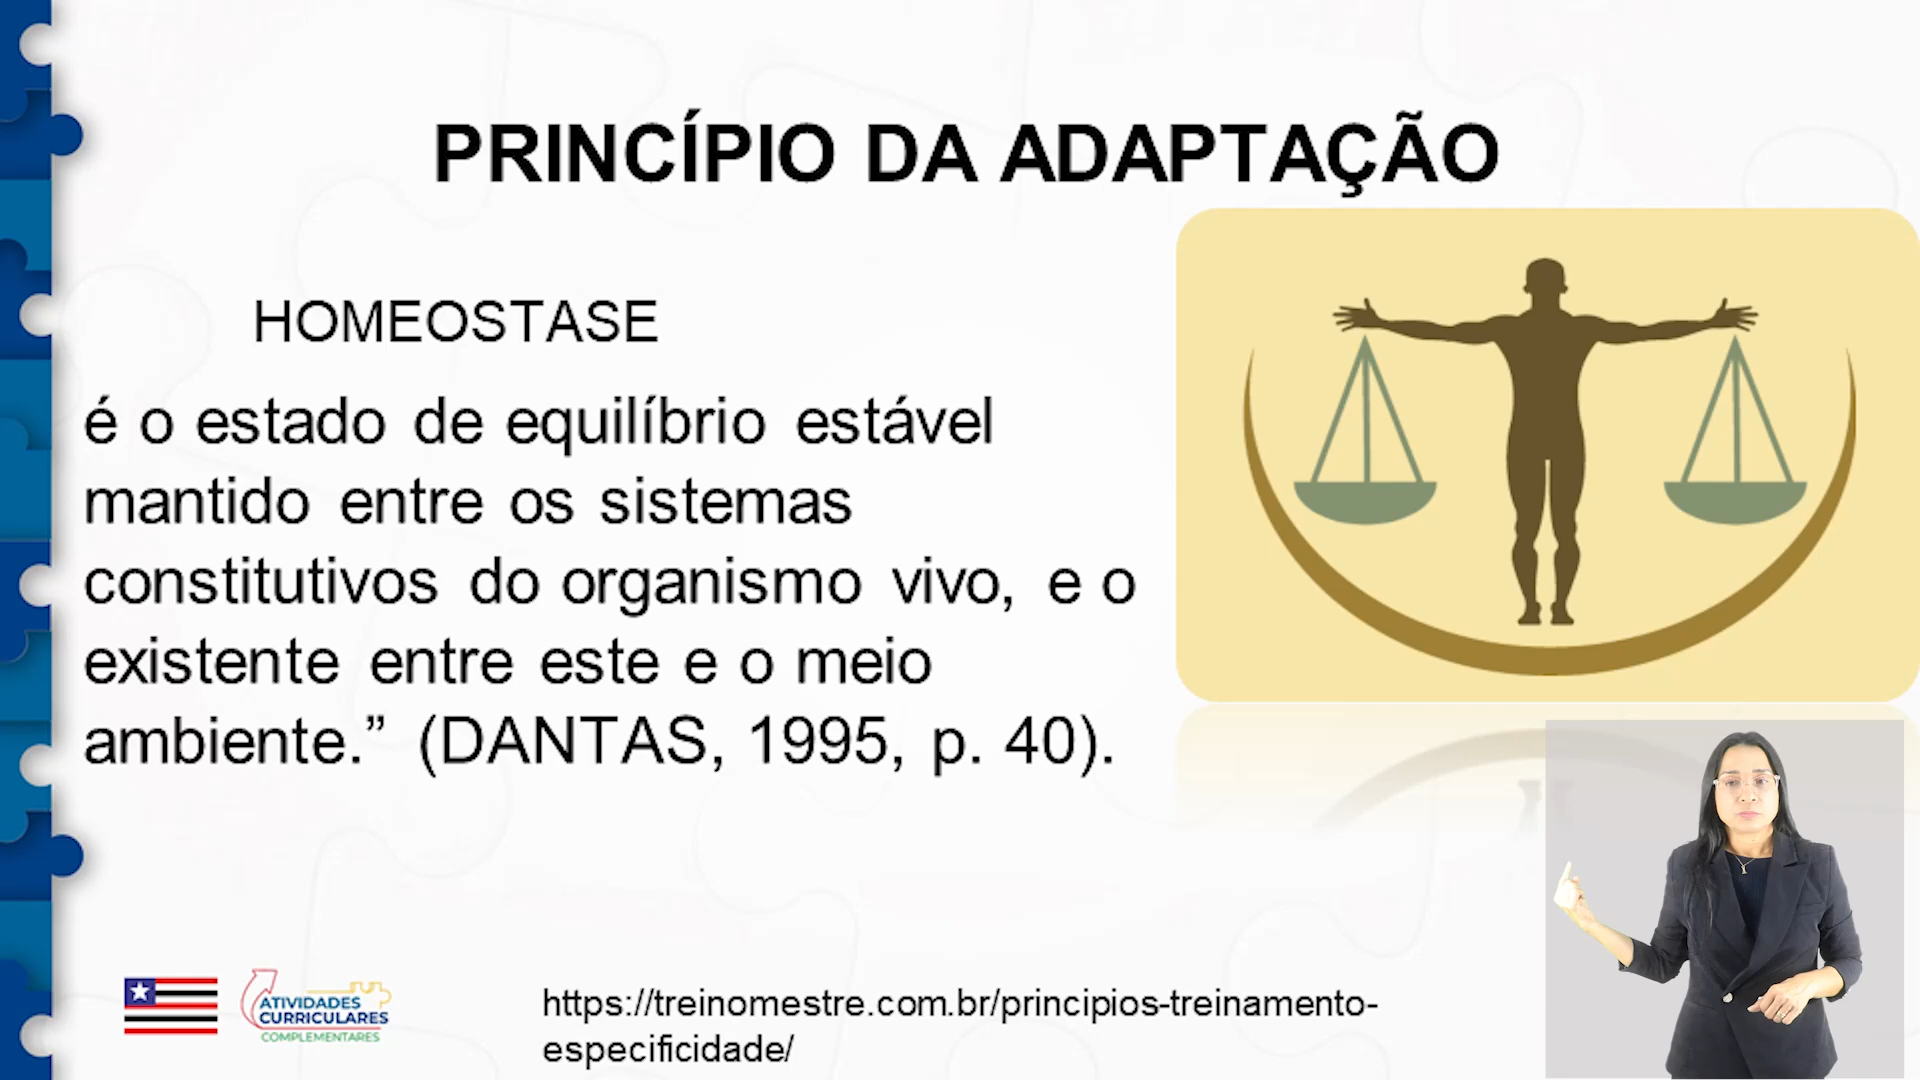 PRINCÍPIO DA ADAPTAÇÃO
HOMEOSTASE
é o estado de equilíbrio estável
mantido entre os sistemas
constitutivos do organismo vivo, e o
existente entre este e o meio
ambiente.” (DANTAS, 1995, p. 40).
ATIVIDADES
CURRICULARES
COMPLEMENTARES
https://treinomestre.com.br/principios-treinamento-
especificidade/